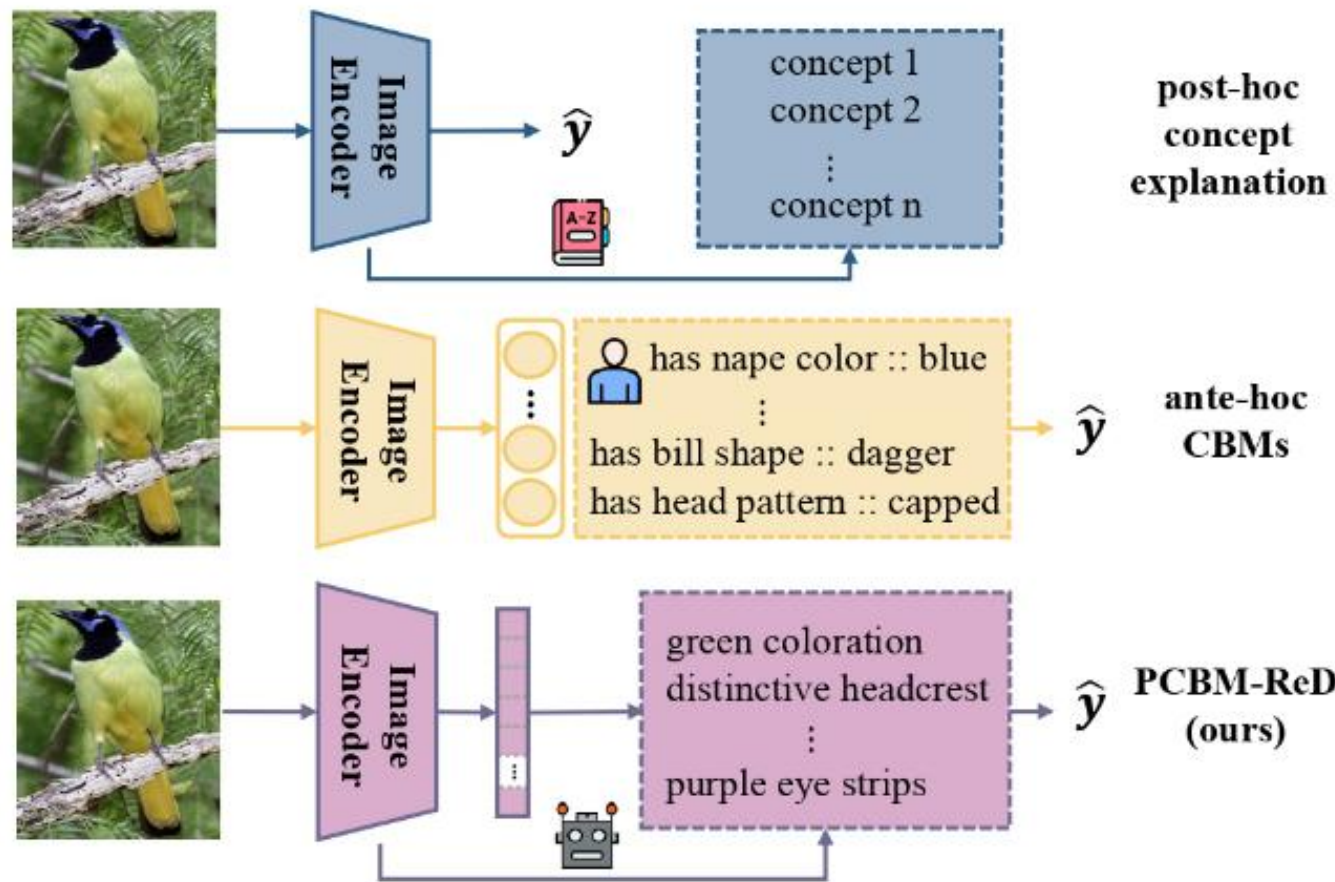 Image
Encoder
ŷ
A-Z
concept 1
concept 2
⋮
concept n
post-hoc
concept
explanation
Image
Encoder
...
has nape color :: blue
⋮
has bill shape :: dagger
has head pattern :: capped
ŷ
ante-hoc
CBMs
Image
Encoder
...
green coloration
distinctive headcrest
⋮
purple eye strips
ŷ
PCBM-ReD
(ours)